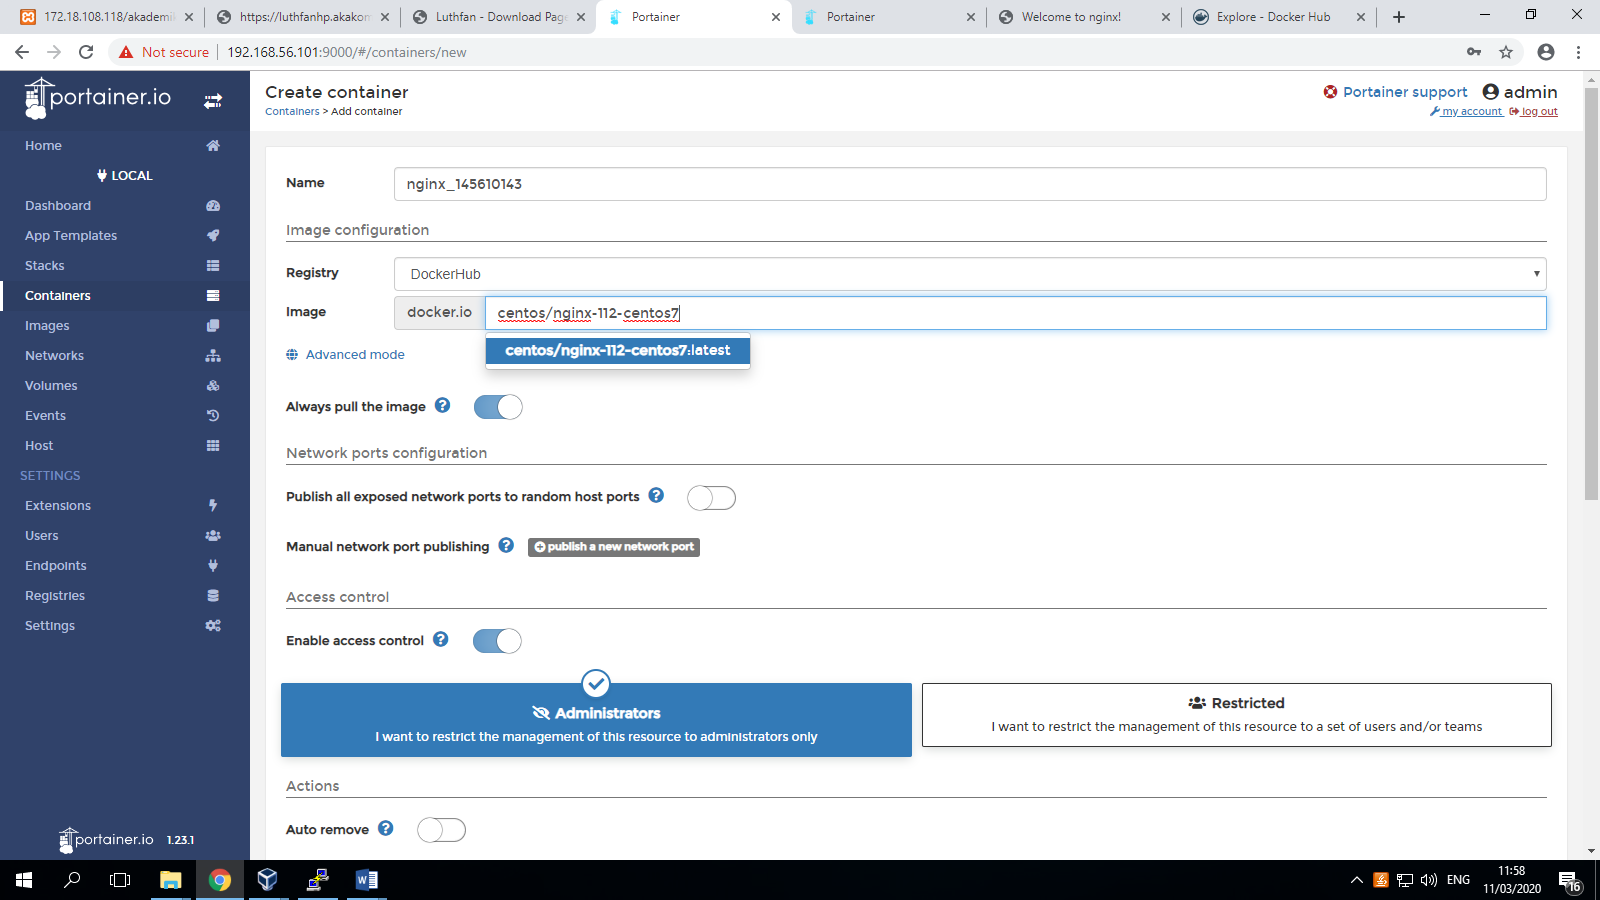 172.18.108.118/akademik
https://luthfanhp.akakom
Luthfan - Download Page
Portainer
Portainer
Welcome to nginx!
Explore - Docker Hub
Not secure
192.168.56.101:9000/#/containers/new
portainer.io
Home
LOCAL
Dashboard
App Templates
Stacks
Containers
Images
Networks
Volumes
Events
Host
SETTINGS
Extensions
Users
Endpoints
Registries
Settings
portainer.io 1.23.1
Create container
Containers > Add container
Portainer support admin
my account log out
Name nginx_145610143
Image configuration
Registry DockerHub
Image docker.io centos/nginx-112-centos7
centos/nginx-112-centos7:latest
Advanced mode
Always pull the image
Network ports configuration
Publish all exposed network ports to random host ports
Manual network port publishing publish a new network port
Access control
Enable access control
Administrators
I want to restrict the management of this resource to administrators only
Restricted
I want to restrict the management of this resource to a set of users and/or teams
Actions
Auto remove
ENG
11:58
11/03/2020
16